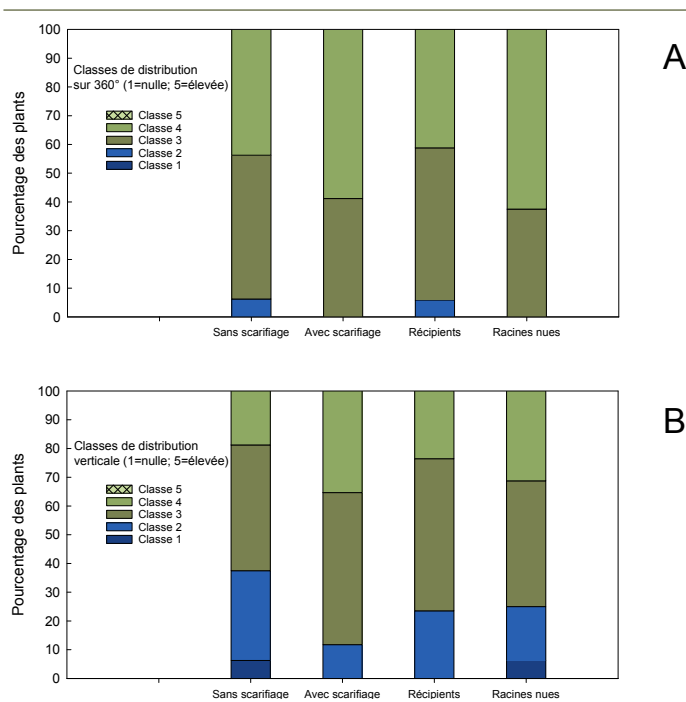 A
Pourcentage des plants
100
90
80
70
60
50
40
30
20
10
0
Classes de distribution
sur 360° (1=nulle; 5=élevée)
Classe 5
Classe 4
Classe 3
Classe 2
Classe 1
Sans scarifiage Avec scarifiage Récipients Racines nues
B
Pourcentage des plants
100
90
80
70
60
50
40
30
20
10
0
Classes de distribution
verticale (1=nulle; 5=élevée)
Classe 5
Classe 4
Classe 3
Classe 2
Classe 1
Sans scarifiage Avec scarifiage Récipients Racines nues